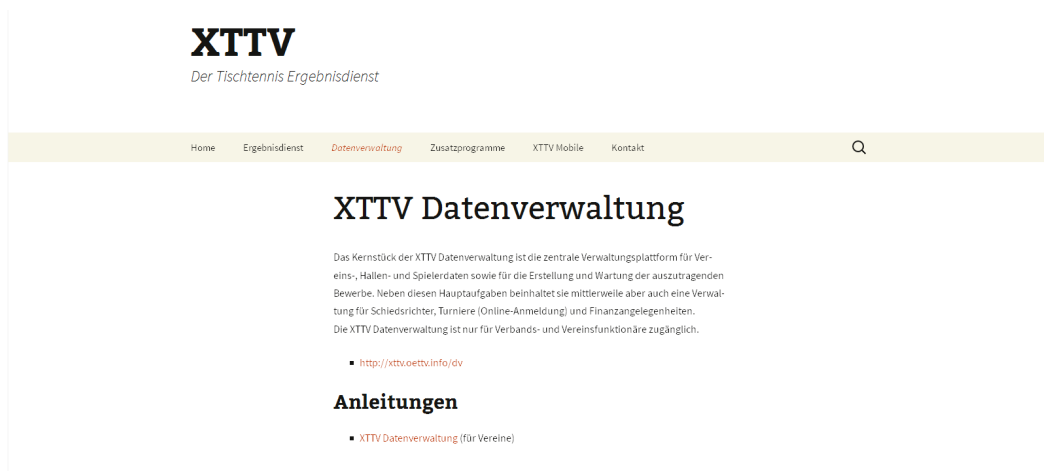 XTTV
Der Tischtennis Ergebnisdienst
Home Ergebnisdienst Datenverwaltung Zusatzprogramme XTTV Mobile Kontakt
XTTV Datenverwaltung
Das Kernstück der XTTV Datenverwaltung ist die zentrale Verwaltungsplattform für Ver-
eins-, Hallen- und Spielerdaten sowie für die Erstellung und Wartung der auszutragenden
Bewerbe. Neben diesen Hauptaufgaben beinhaltet sie mittlerweile aber auch eine Verwal-
tung für Schiedsrichter, Turniere (Online-Anmeldung) und Finanzangelegenheiten.
Die XTTV Datenverwaltung ist nur für Verbands- und Vereinsfunktionäre zugänglich.
http://xttv.oettv.info/dv
Anleitungen
XTTV Datenverwaltung (für Vereine)